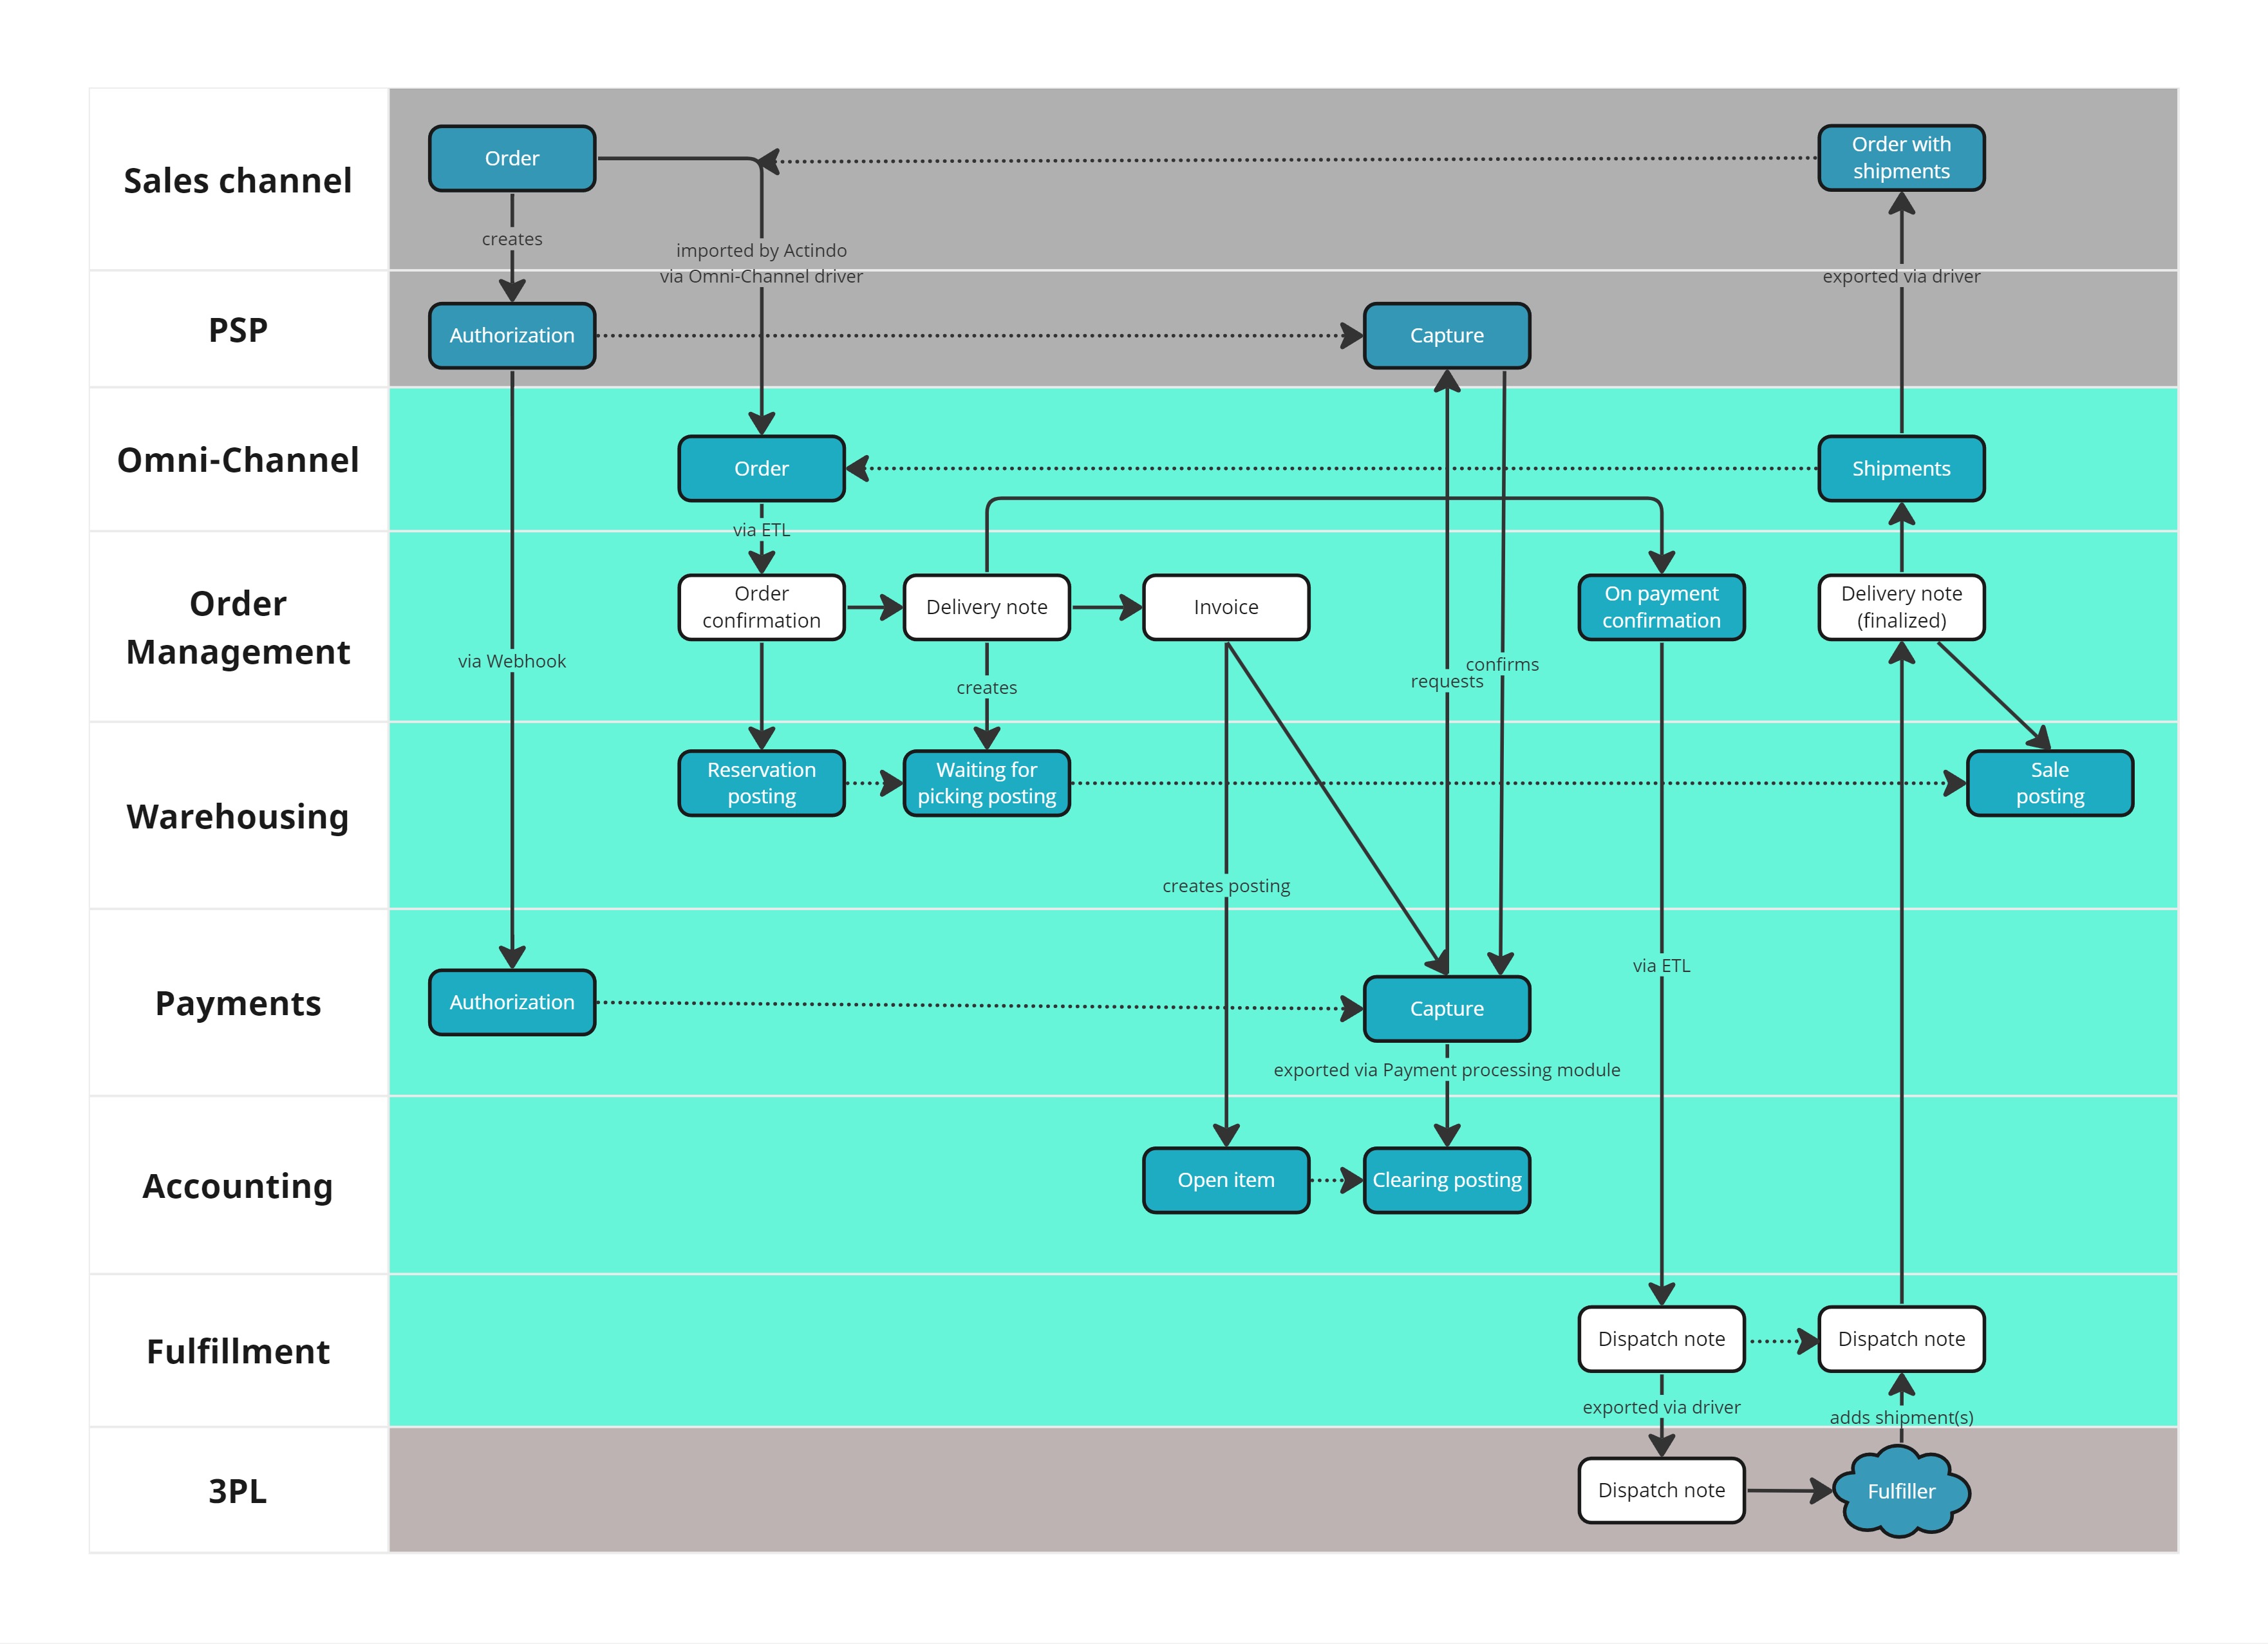 Sales channel
Order
Order with
shipments
creates
imported by Actindo
via Omni-Channel driver
exported via driver
PSP
Authorization
Capture
Omni-Channel
Order
Shipments
via ETL
Order
Management
Order
confirmation
Delivery note
Invoice
On payment
confirmation
Delivery note
(finalized)
via Webhook
creates
requests
confirms
Warehousing
Reservation
posting
Waiting for
picking posting
Sale
posting
creates posting
via ETL
Payments
Authorization
Capture
exported via Payment processing module
Accounting
Open item
Clearing posting
Fulfillment
Dispatch note
Dispatch note
exported via driver
adds shipment(s)
3PL
Dispatch note
Fulfiller